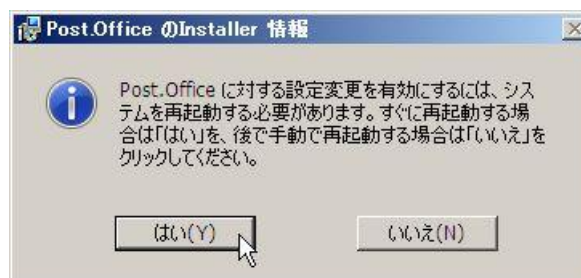 Post.Office のInstaller 情報
Post.Office に対する設定変更を有効にするには、シス
テムを再起動する必要があります。すぐに再起動する場
合は「はい」を、後で手動で再起動する場合は「いいえ」を
クリックしてください。
はい(Y)
いいえ(N)